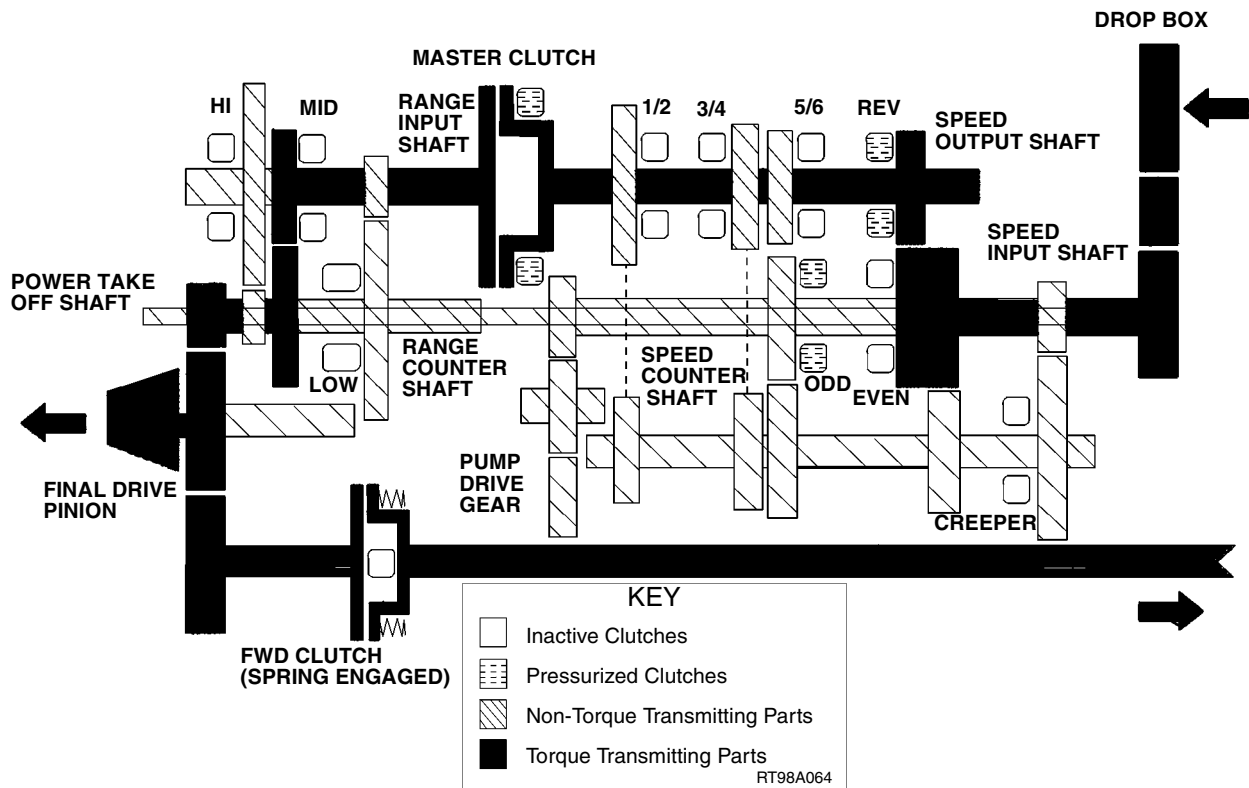 DROP BOX
MASTER CLUTCH
HI
MID
RANGE
INPUT
SHAFT
1/2
3/4
5/6
REV
SPEED
OUTPUT SHAFT
SPEED
INPUT SHAFT
POWER TAKE
OFF SHAFT
LOW
RANGE
COUNTER
SHAFT
SPEED
COUNTER
SHAFT
ODD
EVEN
FINAL DRIVE
PINION
PUMP
DRIVE
GEAR
CREEPER
FWD CLUTCH
(SPRING ENGAGED)
KEY
Inactive Clutches
Pressurized Clutches
Non-Torque Transmitting Parts
Torque Transmitting Parts
RT98A064